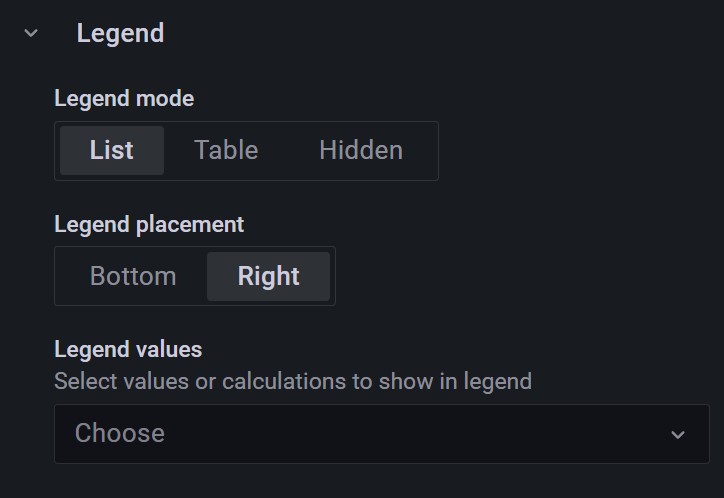 Legend
Legend mode
List Table Hidden
Legend placement
Bottom Right
Legend values
Select values or calculations to show in legend
Choose